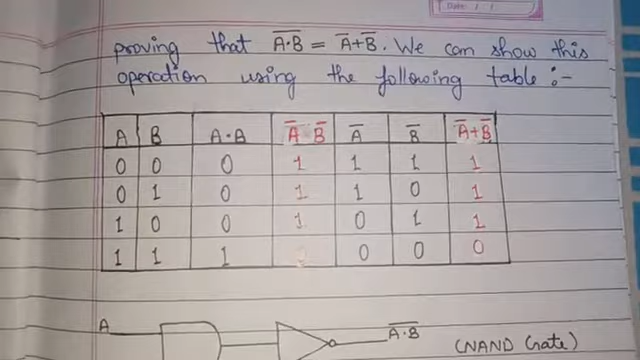 Date: / /
proving that A̅·̅B̅ = A̅+B̅. We can show this
operation using the following table :-
A B A·B A̅ B̅ A̅ B̅ A̅+B̅
0 0 0 1 1 1 1
0 1 0 1 1 0 1
1 0 0 1 0 1 1
1 1 1 0 0 0
A A̅·̅B̅ (NAND Gate)